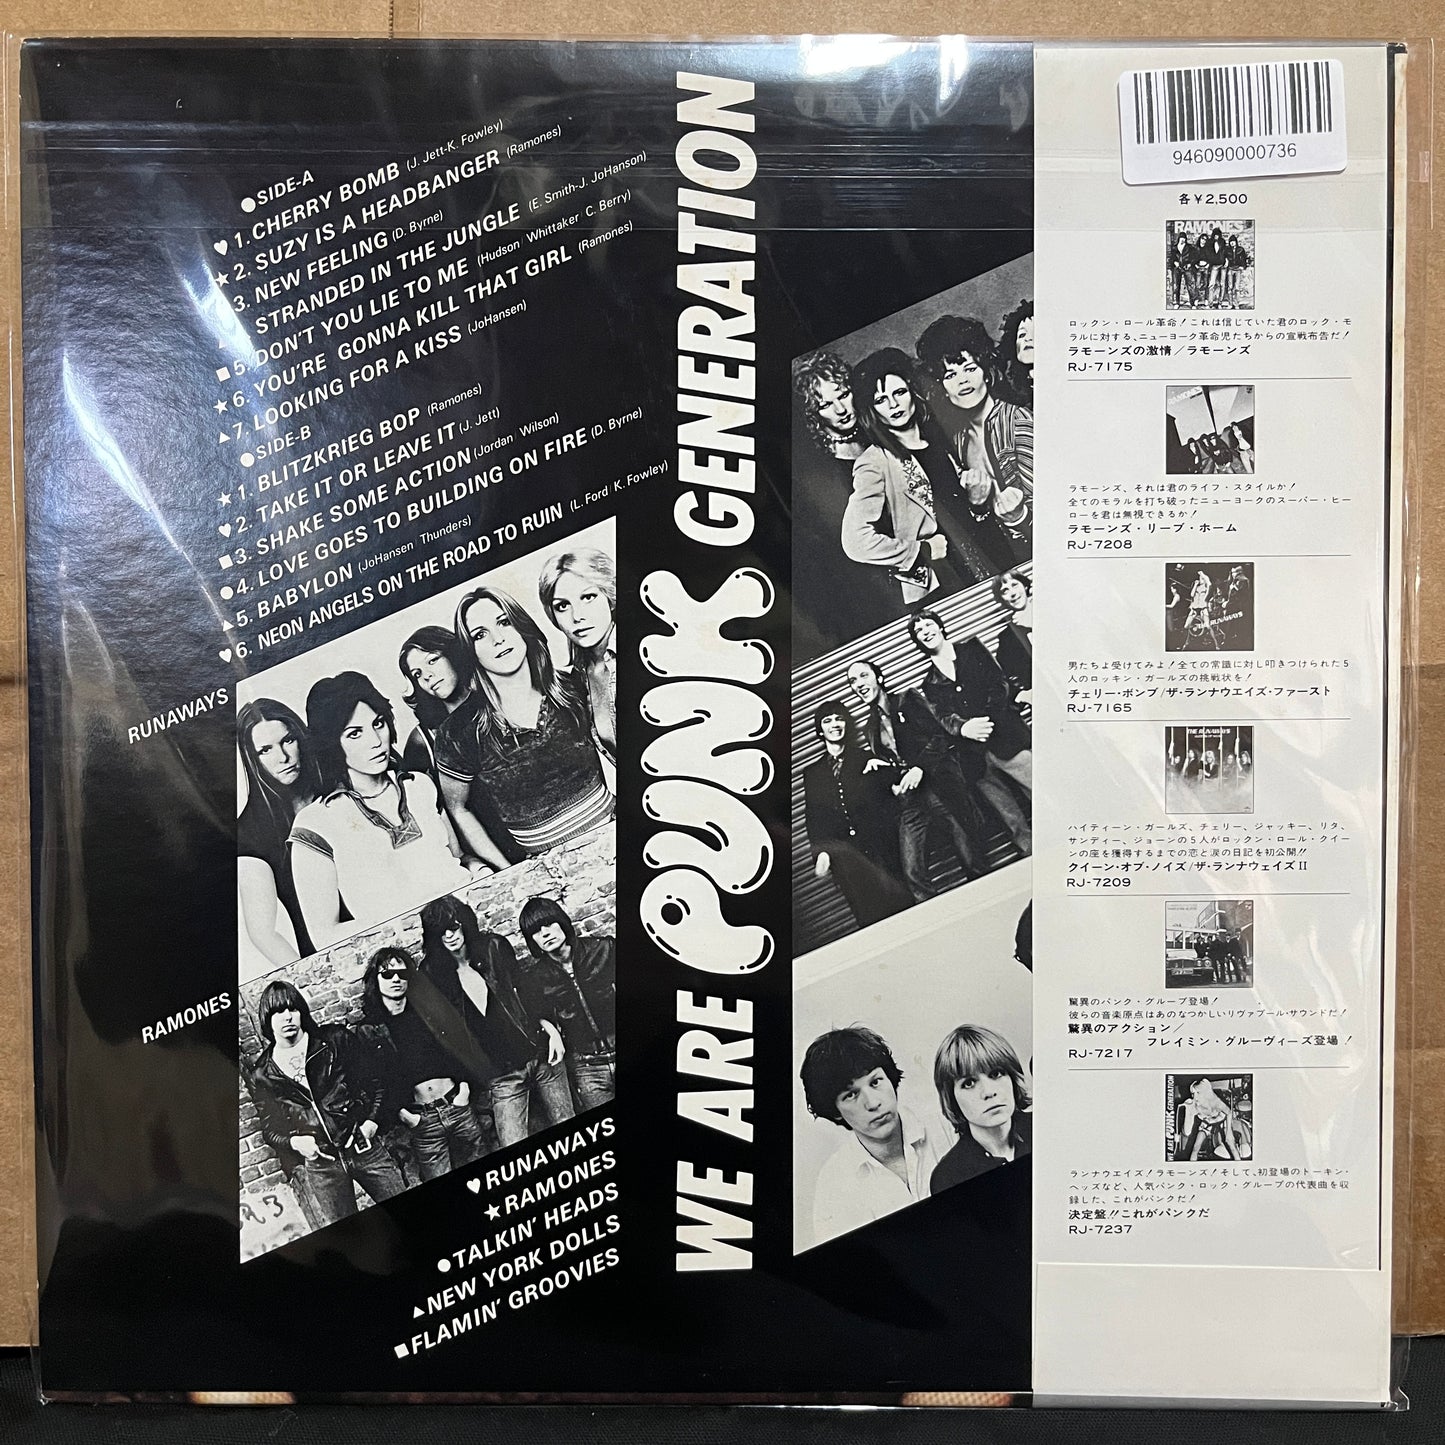 ●SIDE-A
♥1. CHERRY BOMB (J. Jett-K. Fowley)
★2. SUZY IS A HEADBANGER (Ramones)
3. NEW FEELING (D. Byrne)
STRANDED IN THE JUNGLE (E. Smith-J. JoHanson)
■5. DON'T YOU LIE TO ME (Hudson/Whittaker/C. Berry)
★6. YOU'RE GONNA KILL THAT GIRL (Ramones)
▲7. LOOKING FOR A KISS (JoHansen)
●SIDE-B
★1. BLITZKRIEG BOP (Ramones)
♥2. TAKE IT OR LEAVE IT (J. Jett)
■3. SHAKE SOME ACTION (Jordan/Wilson)
●4. LOVE GOES TO BUILDING ON FIRE (D. Byrne)
▲5. BABYLON (JoHansen/Thunders)
♥6. NEON ANGELS ON THE ROAD TO RUIN (L. Ford/K. Fowley)
RUNAWAYS
RAMONES
♥RUNAWAYS
★RAMONES
●TALKIN' HEADS
▲NEW YORK DOLLS
■FLAMIN' GROOVIES
WE ARE PUNK GENERATION
946090000736
各¥2,500
RAMONES
ロックン・ロール革命!これは信じていた君のロック・モ
ラルに対する、ニューヨーク革命児たちからの宣戦布告だ!
ラモーンズの激情/ラモーンズ
RJ-7175
ラモーンズ、それは君のライフ・スタイルか!
全てのモラルを打ち破ったニューヨークのスーパー・ヒー
ローを君は無視できるか!
ラモーンズ・リーブ・ホーム
RJ-7208
THE RUNAWAYS
男たちよ受けてみよ!全ての常識に対し叩きつけられた5
人のロッキン・ガールズの挑戦状を!
チェリー・ボンブ/ザ・ランナウエイズ・ファースト
RJ-7165
THE RUNAWAYS
ハイティーン・ガールズ、チェリー、ジャッキー、リタ、
サンディー、ジョーンの5人がロックン・ロール・クイー
ンの座を獲得するまでの恋と涙の日記を初公開!!
クイーン・オブ・ノイズ/ザ・ランナウェイズII
RJ-7209
驚異のパンク・グループ登場!
彼らの音楽原点はあのなつかしいリヴァプール・サウンドだ!
驚異のアクション/
フレイミン・グルーヴィーズ登場!
RJ-7217
WE ARE PUNK GENERATION
ランナウエイズ!ラモーンズ!そして、初登場のトーキン・
ヘッズなど、人気パンク・ロック・グループの代表曲を収
録した、これがパンクだ!
決定盤!!これがパンクだ
RJ-7237